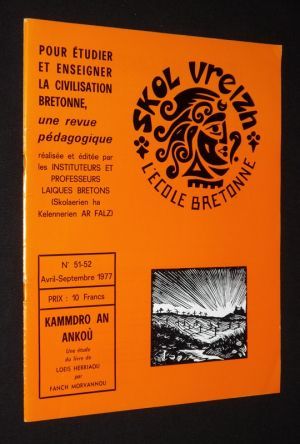 POUR ÉTUDIER
ET ENSEIGNER
LA CIVILISATION
BRETONNE,
une revue
pédagogique
réalisée et éditée par
les INSTITUTEURS ET
PROFESSEURS
LAIQUES BRETONS
(Skolaerien ha
Kelennerien AR FALZ)
SKOL VREIZH
L'ECOLE BRETONNE
N° 51-52
Avril-Septembre 1977
PRIX : 10 Francs
KAMMDRO AN
ANKOÙ
Une étude
du livre de
LOEIS HERRIAOU
par
FANCH MORVANNOU